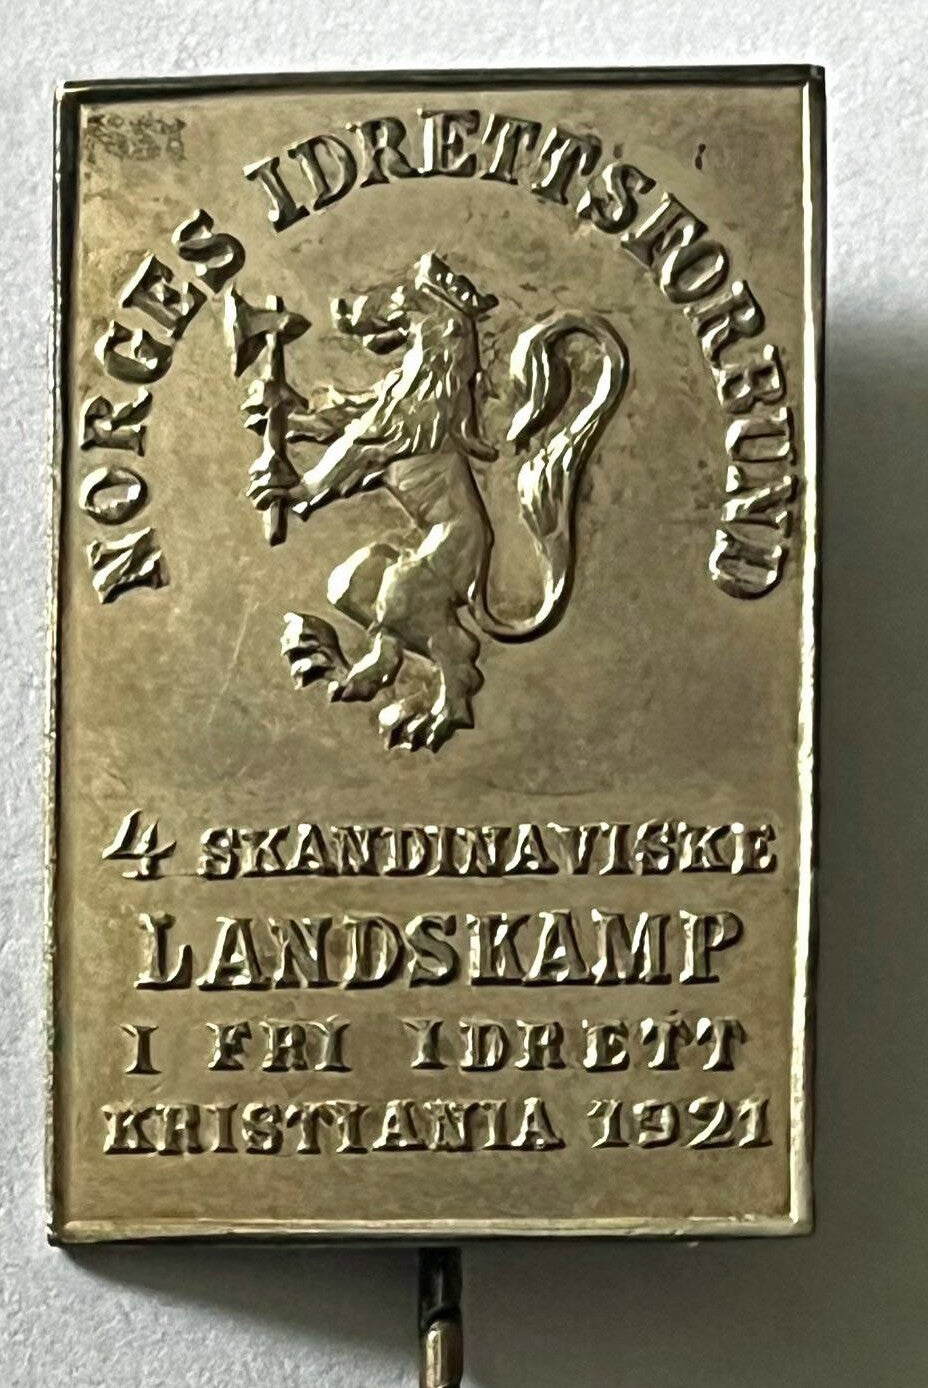 NORGES IDRETTSFORBUND
4 SKANDINAVISKE
LANDSKAMP
I FRI IDRETT
KRISTIANIA 1921